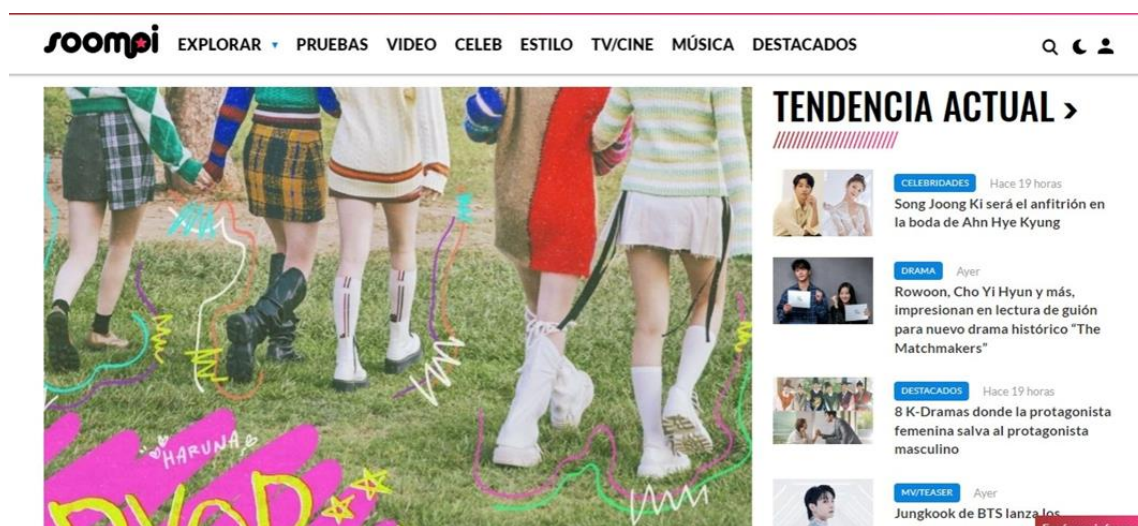 soompi
EXPLORAR PRUEBAS VIDEO CELEB ESTILO TV/CINE MÚSICA DESTACADOS
TENDENCIA ACTUAL >
CELEBRIDADES Hace 19 horas
Song Joong Ki será el anfitrión en
la boda de Ahn Hye Kyung
DRAMA Ayer
Rowoon, Cho Yi Hyun y más,
impresionan en lectura de guión
para nuevo drama histórico “The
Matchmakers”
DESTACADOS Hace 19 horas
8 K-Dramas donde la protagonista
femenina salva al protagonista
masculino
MV/TEASER Ayer
Jungkook de BTS lanza los
HARUNA